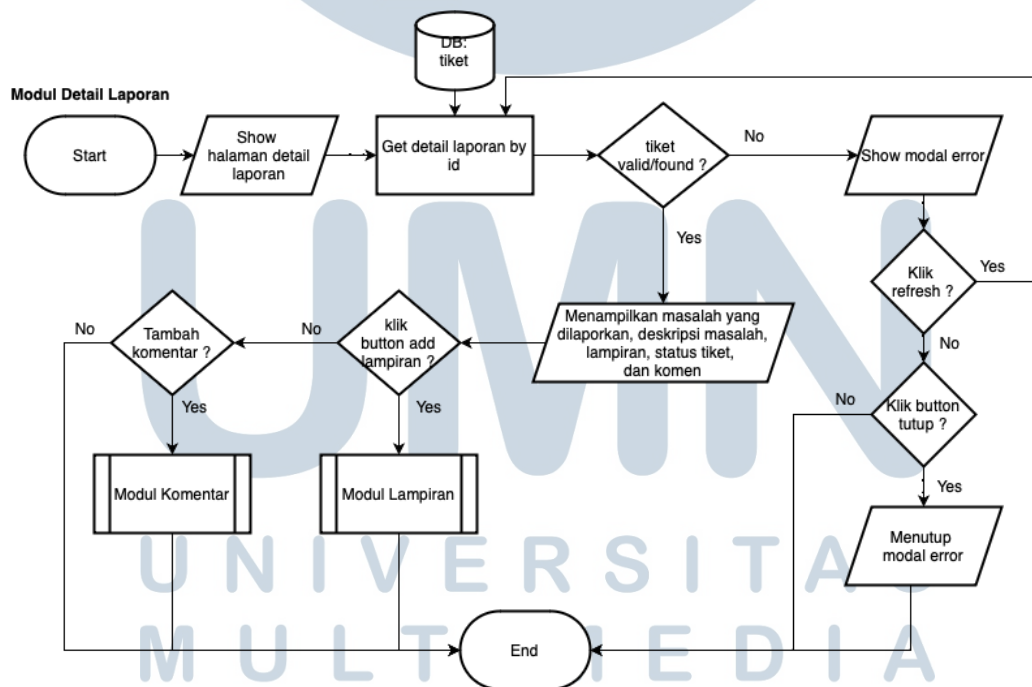 DB:
tiket
Modul Detail Laporan
Start
Show
halaman detail
laporan
Get detail laporan by
id
tiket
valid/found ?
No
Show modal error
Yes
Klik
refresh ?
Yes
No
Menampilkan masalah yang
dilaporkan, deskripsi masalah,
lampiran, status tiket,
dan komen
klik
button add
lampiran ?
No
Tambah
komentar ?
No
Yes
Yes
Klik button
tutup ?
No
Yes
Modul Komentar
Modul Lampiran
Menutup
modal error
End
UMN
UNIVERSITAS
MULTIMEDIA